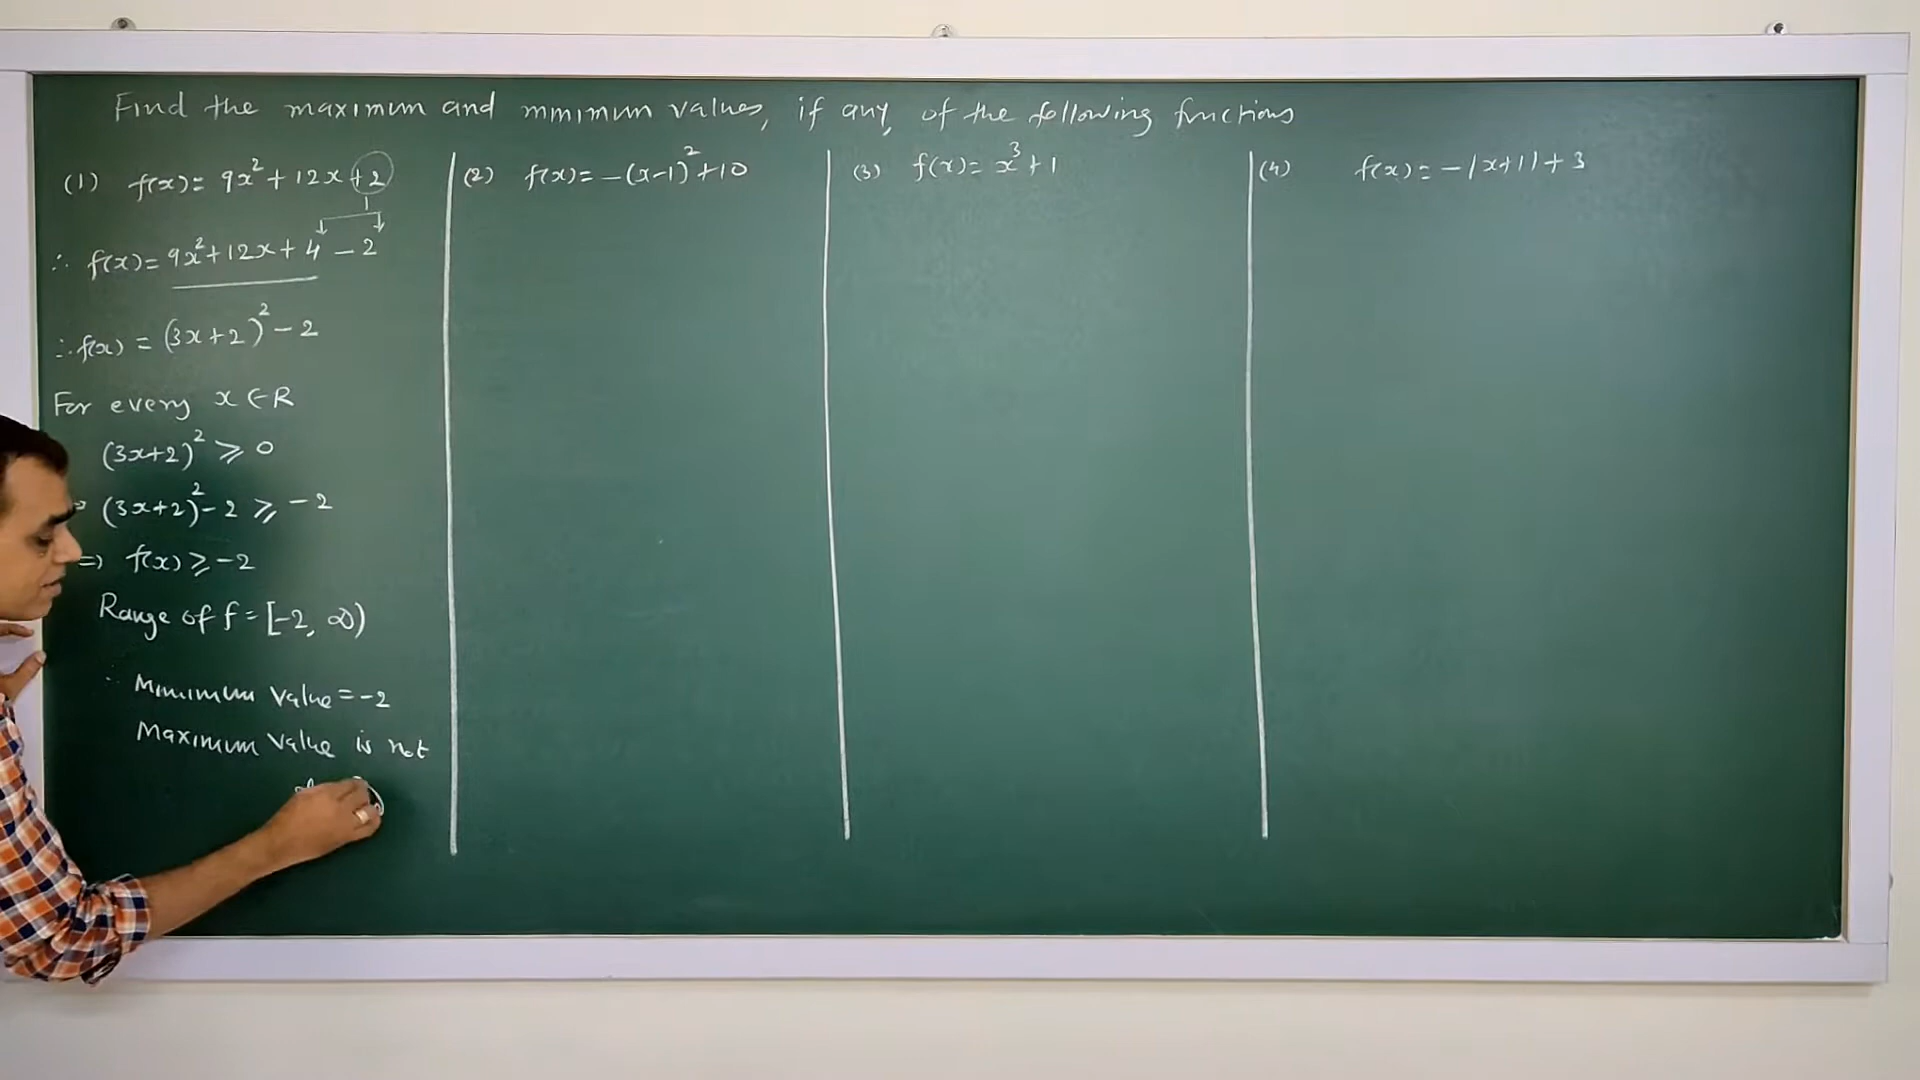 Find the maximum and minimum values, if any, of the following functions
(1) f(x) = 9x²+12x+2
∴ f(x) = 9x²+12x+4-2
∴ f(x) = (3x+2)²-2
For every x∈R
(3x+2)² ≥ 0
⇒ (3x+2)²-2 ≥ -2
⇒ f(x) ≥ -2
Range of f = [-2, ∞)
∴ Minimum value = -2
Maximum value is not
(2) f(x) = -(x-1)²+10
(3) f(x) = x³+1
(4) f(x) = -|x+1|+3